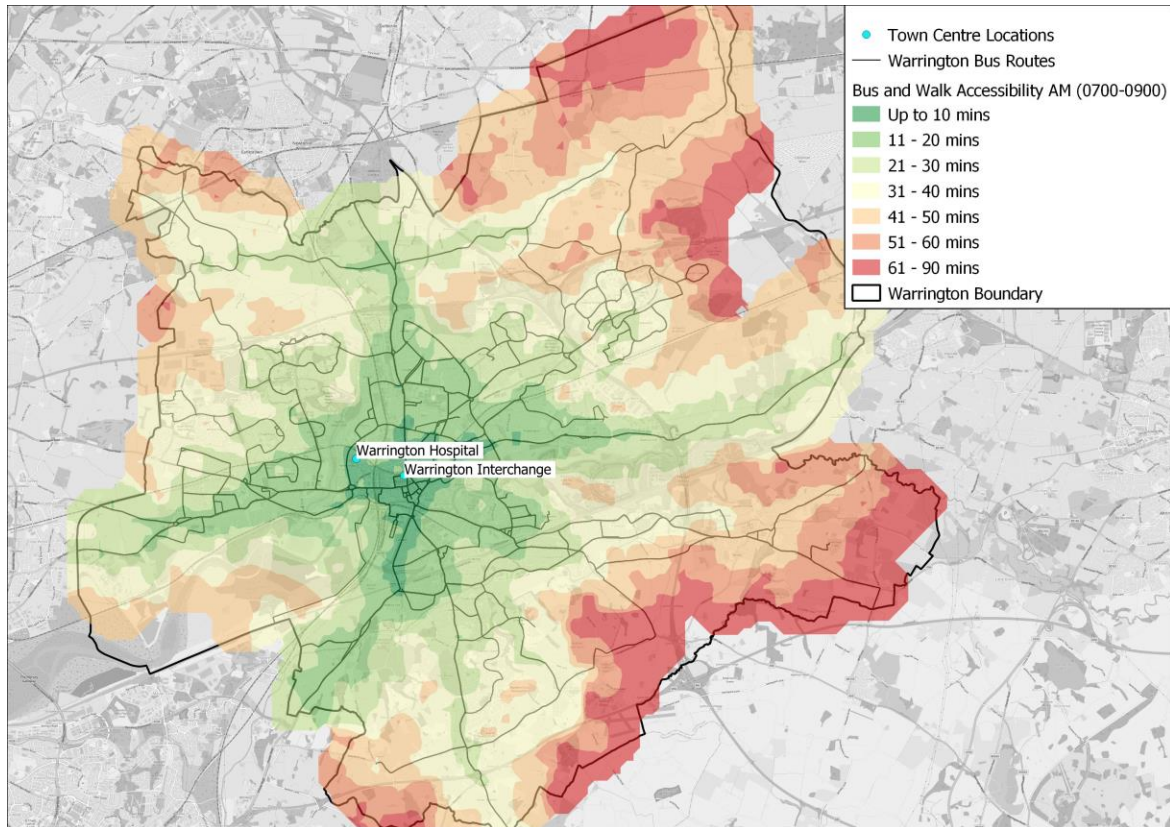 Town Centre Locations
Warrington Bus Routes
Bus and Walk Accessibility AM (0700-0900)
Up to 10 mins
11 - 20 mins
21 - 30 mins
31 - 40 mins
41 - 50 mins
51 - 60 mins
61 - 90 mins
Warrington Boundary
Warrington Hospital
Warrington Interchange